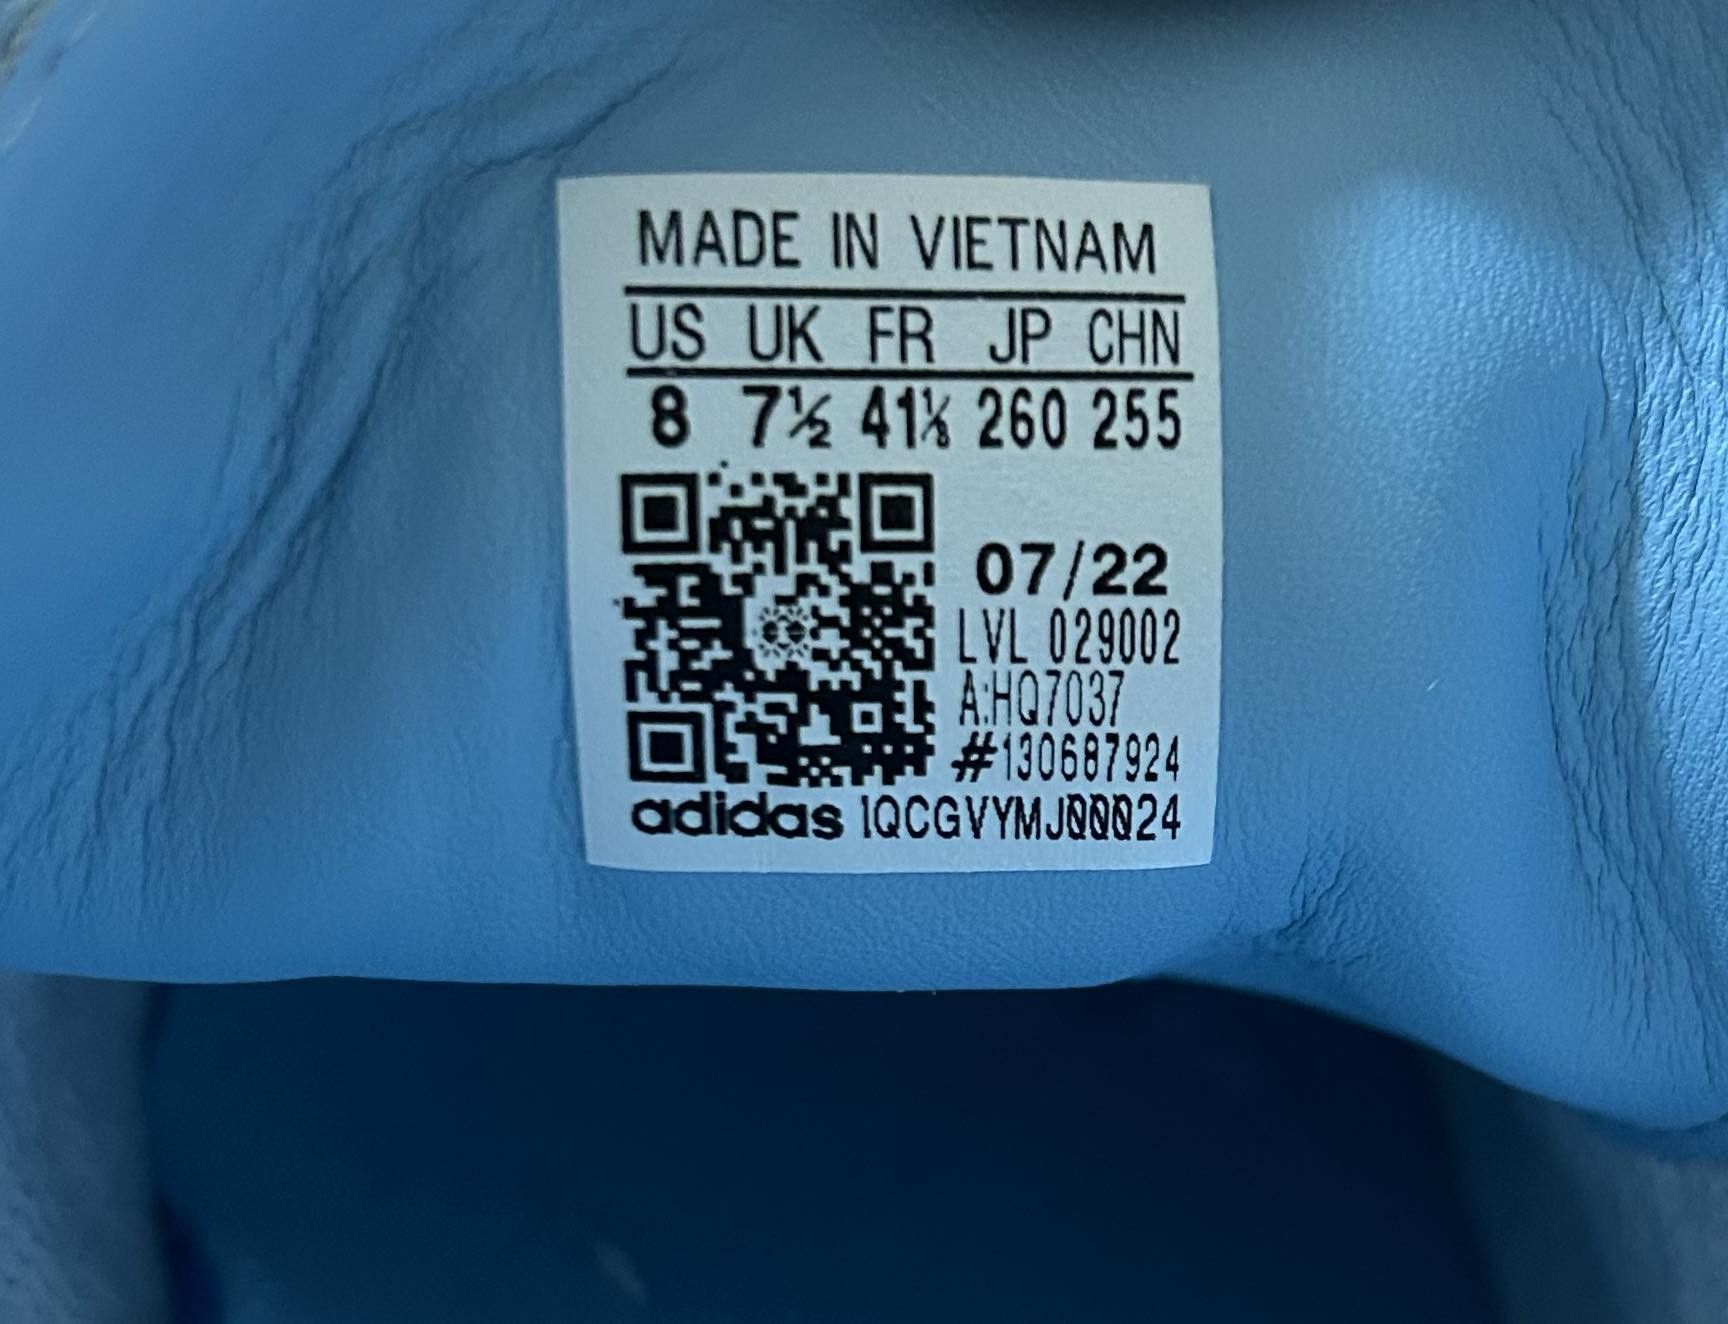 MADE IN VIETNAM
US UK FR JP CHN
8 7½ 41⅓ 260 255
07/22
LVL 029002
A:HQ7037
#130687924
adidas 1QCGVYMJ00024